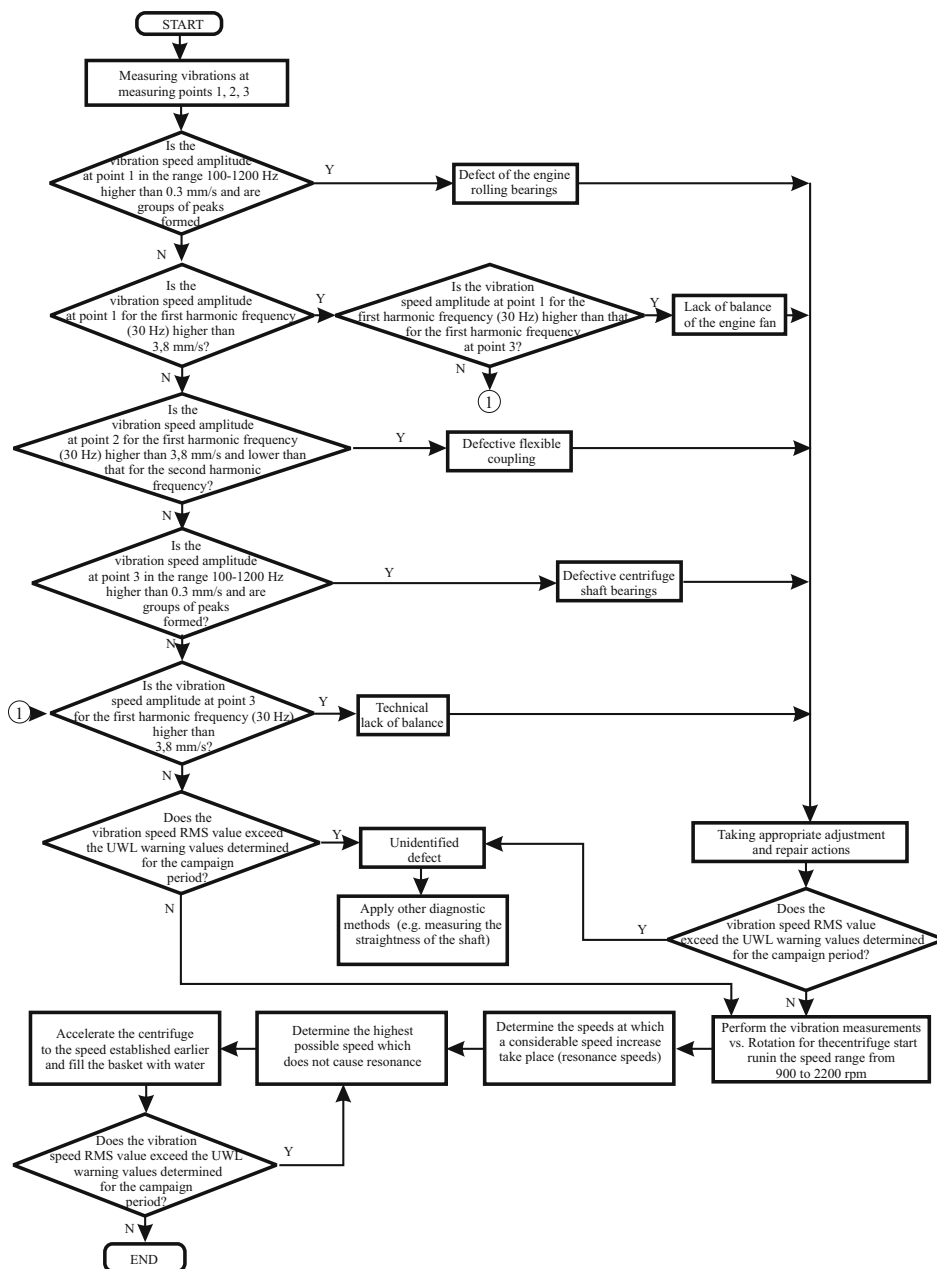 START
Measuring vibrations at
measuring points 1, 2, 3
Is the
vibration speed amplitude
at point 1 in the range 100-1200 Hz
higher than 0.3 mm/s and are
groups of peaks
formed
Y
Defect of the engine
rolling bearings
N
Is the
vibration speed amplitude
at point 1 for the first harmonic frequency
(30 Hz) higher than
3,8 mm/s?
Y
Is the vibration
speed amplitude at point 1 for the
first harmonic frequency (30 Hz) higher than that
for the first harmonic frequency
at point 3?
Y
Lack of balance
of the engine fan
N
1
N
Is the
vibration speed amplitude
at point 2 for the first harmonic frequency
(30 Hz) higher than 3,8 mm/s and lower than
that for the second harmonic
frequency?
Y
Defective flexible
coupling
N
Is the
vibration speed amplitude
at point 3 in the range 100-1200 Hz
higher than 0.3 mm/s and are
groups of peaks
formed?
Y
Defective centrifuge
shaft bearings
N
1
Is the vibration
speed amplitude at point 3
for the first harmonic frequency (30 Hz)
higher than
3,8 mm/s?
Y
Technical
lack of balance
N
Does the
vibration speed RMS value exceed
the UWL warning values determined
for the campaign
period?
Y
Unidentified
defect
N
Apply other diagnostic
methods (e.g. measuring the
straightness of the shaft)
Taking appropriate adjustment
and repair actions
Does the
vibration speed RMS value
exceed the UWL warning values determined
for the campaign period?
Y
N
Perform the vibration measurements
vs. Rotation for thecentrifuge start
runin the speed range from
900 to 2200 rpm
Determine the speeds at which
a considerable speed increase
take place (resonance speeds)
Determine the highest
possible speed which
does not cause resonance
Accelerate the centrifuge
to the speed established earlier
and fill the basket with water
Does the vibration
speed RMS value exceed the UWL
warning values determined
for the campaign
period?
Y
N
END